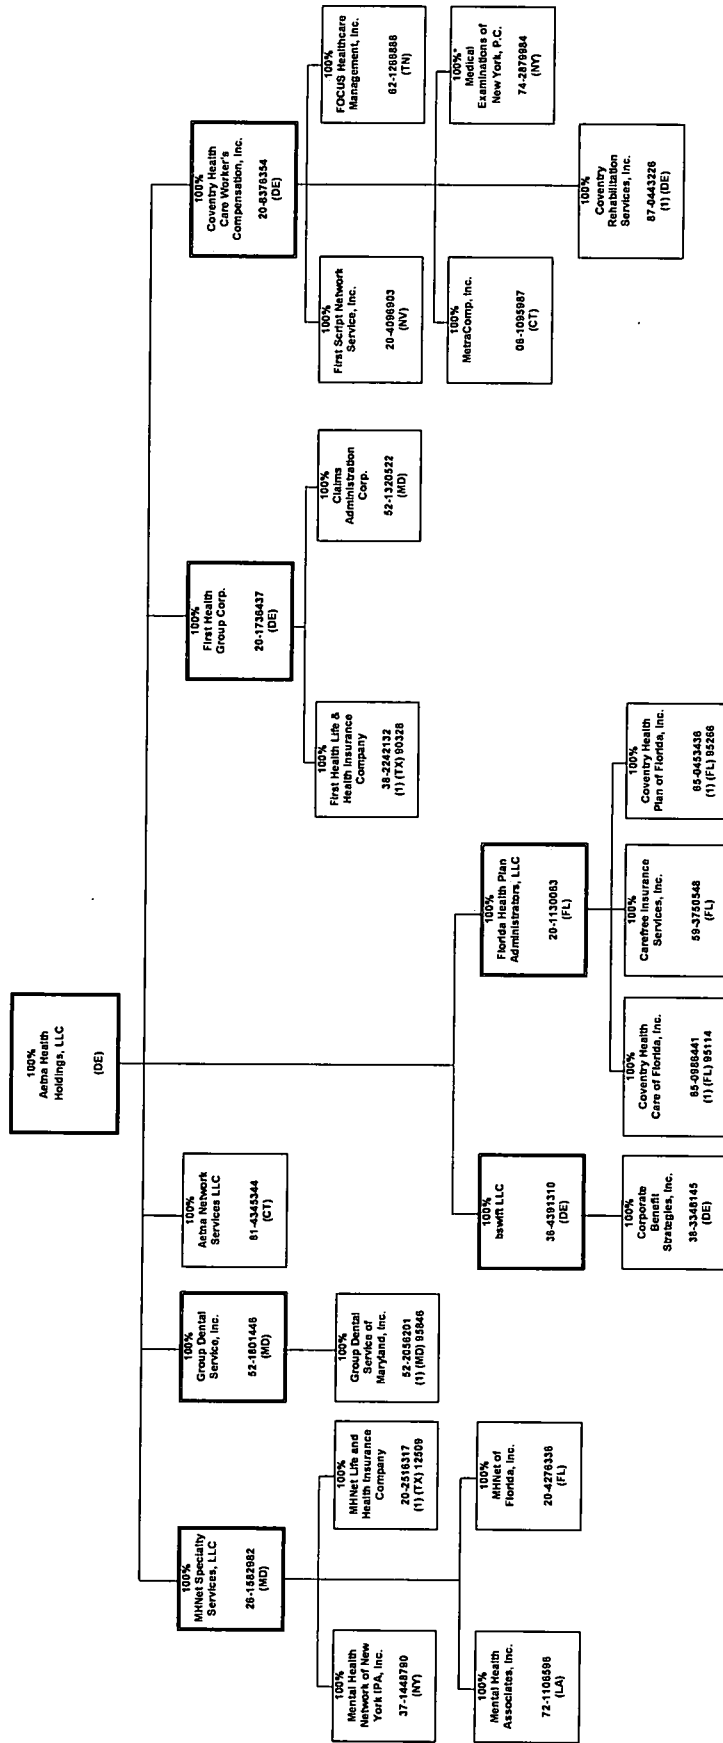 100%
Aetna Health
Holdings, LLC
(DE)
100%
MHNet Specialty
Services, LLC
26-1582982
(MD)
100%
Group Dental
Service, Inc.
52-1601446
(MD)
100%
Aetna Network
Services LLC
81-4345344
(CT)
100%
First Health
Group Corp.
20-1736437
(DE)
100%
Coventry Health
Care Worker's
Compensation, Inc.
20-8376354
(DE)
100%
Mental Health
Network of New
York IPA, Inc.
37-1448790
(NY)
100%
MHNet Life and
Health Insurance
Company
20-2516317
(1) (TX) 12509
100%
Group Dental
Service of
Maryland, Inc.
52-2056201
(1) (MD) 95846
100%
First Health Life &
Health Insurance
Company
38-2242132
(1) (TX) 90328
100%
Claims
Administration
Corp.
52-1320522
(MD)
100%
First Script Network
Service, Inc.
20-4096903
(NV)
100%
FOCUS Healthcare
Management, Inc.
62-1266888
(TN)
100%
Mental Health
Associates, Inc.
72-1106596
(LA)
100%
MHNet of
Florida, Inc.
20-4276336
(FL)
100%
bswift LLC
36-4391310
(DE)
100%
Florida Health Plan
Administrators, LLC
20-1130063
(FL)
100%
MetraComp, Inc.
06-1095987
(CT)
100%*
Medical
Examinations of
New York, P.C.
74-2879984
(NY)
100%
Corporate
Benefit
Strategies, Inc.
38-3348145
(DE)
100%
Coventry Health
Care of Florida, Inc.
65-0986441
(1) (FL) 95114
100%
Carefree Insurance
Services, Inc.
59-3750548
(FL)
100%
Coventry Health
Plan of Florida, Inc.
65-0453436
(1) (FL) 95266
100%
Coventry
Rehabilitation
Services, Inc.
87-0443226
(1) (DE)